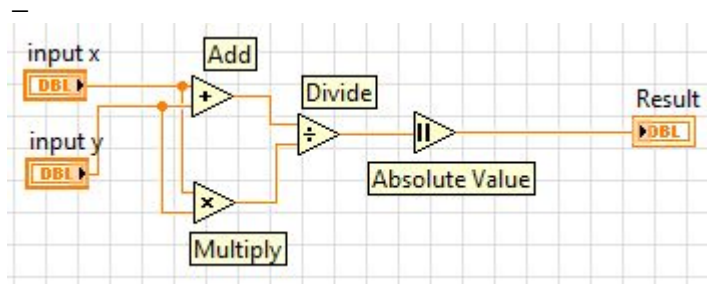 input x
Add
DBL
+
Divide
Result
÷
DBL
input y
DBL
Absolute Value
×
Multiply